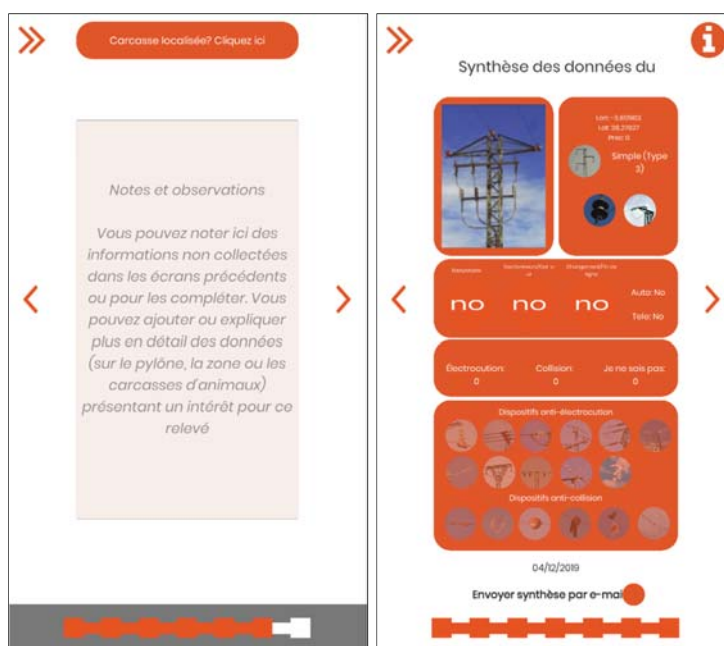 Carcasse localisée? Cliquez ici
Notes et observations
Vous pouvez noter ici des
informations non collectées
dans les écrans précédents
ou pour les compléter. Vous
pouvez ajouter ou expliquer
plus en détail des données
(sur le pylône, la zone ou les
carcasses d'animaux)
présentant un intérêt pour ce
relevé
Synthèse des données du
Prec: 0
Simple (Type
3)
no no no
Auto: No
Tele: No
Électrocution: Collision: Je ne sais pas:
0 0 0
Dispositifs anti-électrocution
Dispositifs anti-collision
04/12/2019
Envoyer synthèse par e-mai